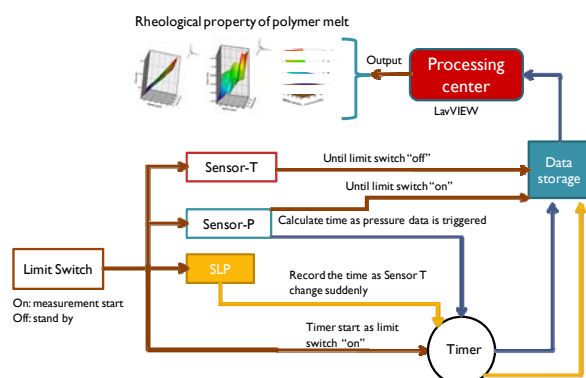 Rheological property of polymer melt
Output
Processing
center
LavVIEW
Sensor-T
Until limit switch "off"
Data
storage
Until limit switch "on"
Sensor-P
Calculate time as pressure data is triggered
Limit Switch
SLP
Record the time as Sensor T
change suddenly
On: measurement start
Off: stand by
Timer start as limit
switch "on"
Timer